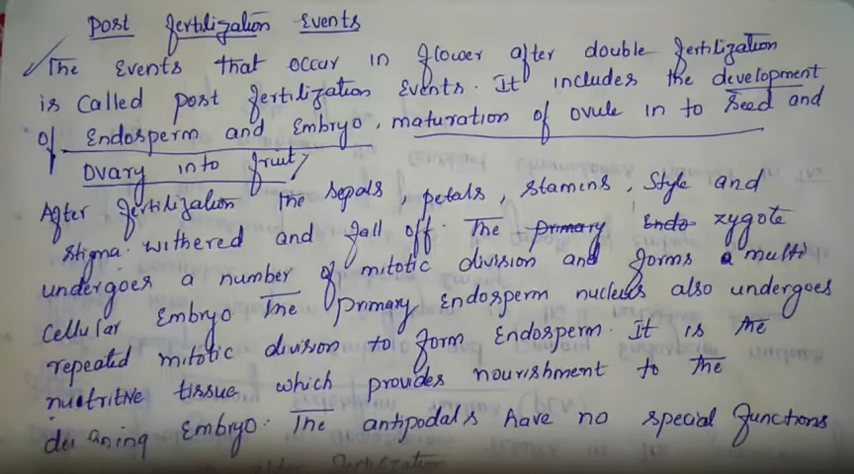 Post fertilization Events
The Events that occur in flower after double fertilization
is called post fertilization Events. It includes the development
of Endosperm and Embryo, maturation of ovule in to seed and
ovary into fruit
After fertilization the sepals, petals, stamens, style and
stigma withered and fall off. The primary Endo zygote
undergoes a number of mitotic division and forms a multi
cellular Embryo The primary Endosperm nucleus also undergoes
repeated mitotic division to form Endosperm. It is the
nutritive tissue which provides nourishment to the
Embryo. The antipodals have no special functions